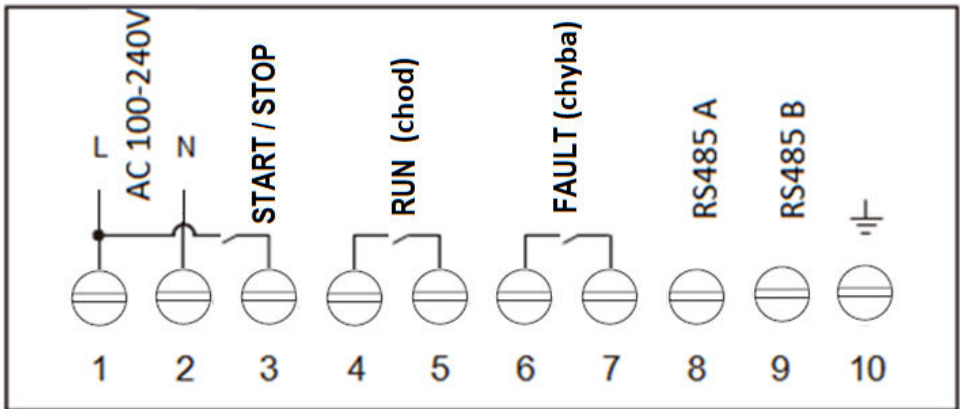 L
AC 100-240V
N
START / STOP
RUN (chod)
FAULT (chyba)
RS485 A
RS485 B
1 2 3 4 5 6 7 8 9 10